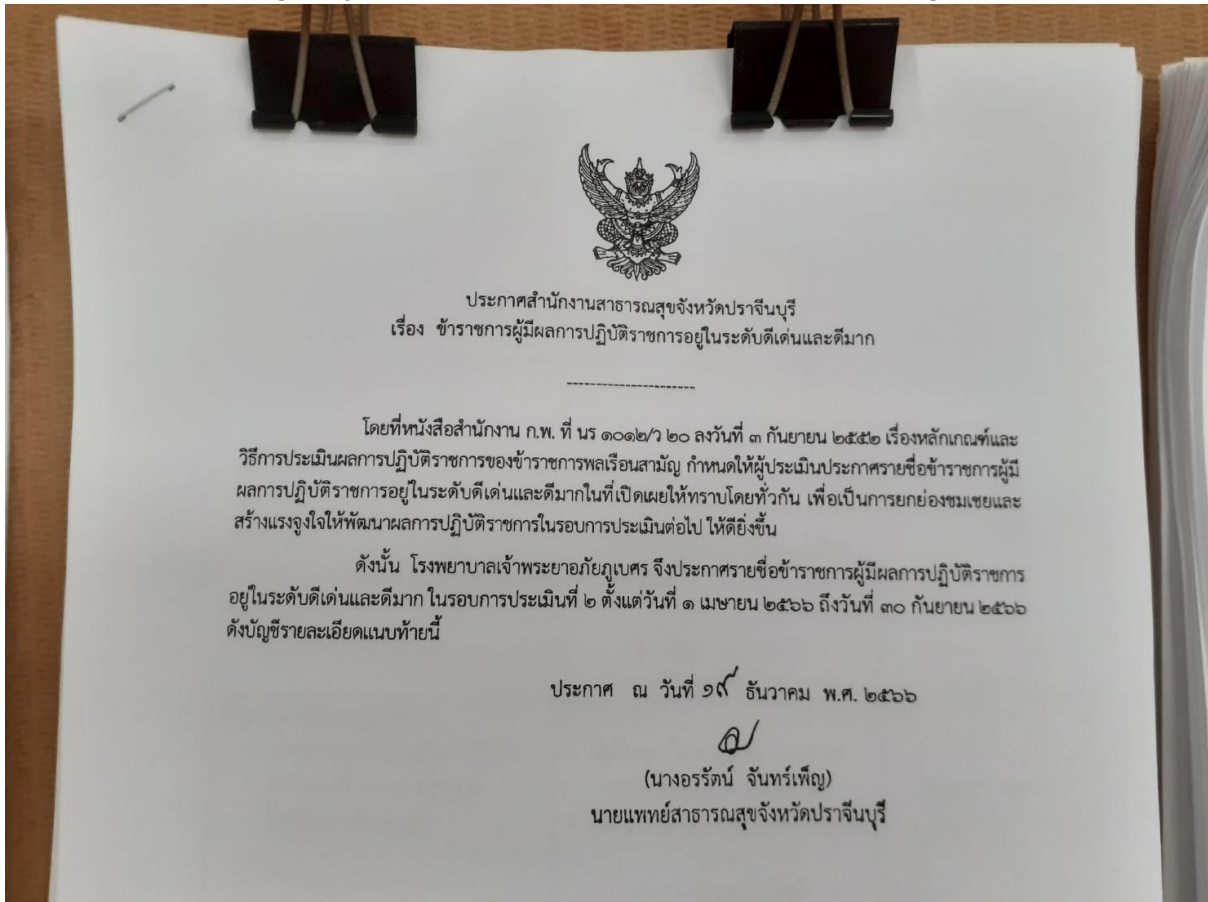 ประกาศสำนักงานสาธารณสุขจังหวัดปราจีนบุรี
เรื่อง ข้าราชการผู้มีผลการปฏิบัติราชการอยู่ในระดับดีเด่นและดีมาก
----------------------
โดยที่หนังสือสำนักงาน ก.พ. ที่ นร ๑๐๑๒/ว ๒๐ ลงวันที่ ๓ กันยายน ๒๕๕๒ เรื่องหลักเกณฑ์และ
วิธีการประเมินผลการปฏิบัติราชการของข้าราชการพลเรือนสามัญ กำหนดให้ผู้ประเมินประกาศรายชื่อข้าราชการผู้มี
ผลการปฏิบัติราชการอยู่ในระดับดีเด่นและดีมากในที่เปิดเผยให้ทราบโดยทั่วกัน เพื่อเป็นการยกย่องชมเชยและ
สร้างแรงจูงใจให้พัฒนาผลการปฏิบัติราชการในรอบการประเมินต่อไป ให้ดียิ่งขึ้น
ดังนั้น โรงพยาบาลเจ้าพระยาอภัยภูเบศร จึงประกาศรายชื่อข้าราชการผู้มีผลการปฏิบัติราชการ
อยู่ในระดับดีเด่นและดีมาก ในรอบการประเมินที่ ๒ ตั้งแต่วันที่ ๑ เมษายน ๒๕๖๖ ถึงวันที่ ๓๐ กันยายน ๒๕๖๖
ดังบัญชีรายละเอียดแนบท้ายนี้
ประกาศ ณ วันที่ ๑๙ ธันวาคม พ.ศ. ๒๕๖๖
(นางอรรัตน์ จันทร์เพ็ญ)
นายแพทย์สาธารณสุขจังหวัดปราจีนบุรี